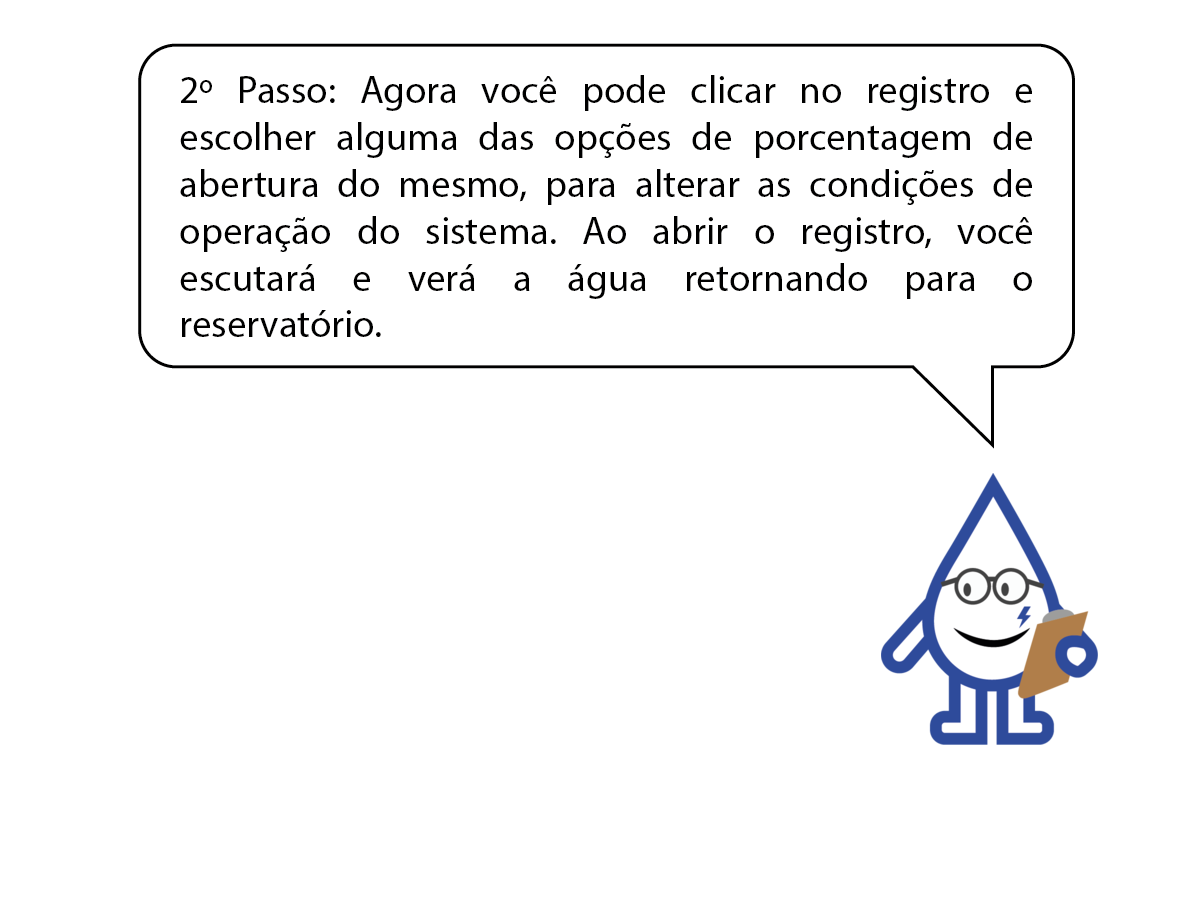 2º Passo: Agora você pode clicar no registro e
escolher alguma das opções de porcentagem de
abertura do mesmo, para alterar as condições de
operação do sistema. Ao abrir o registro, você
escutará e verá a água retornando para o
reservatório.